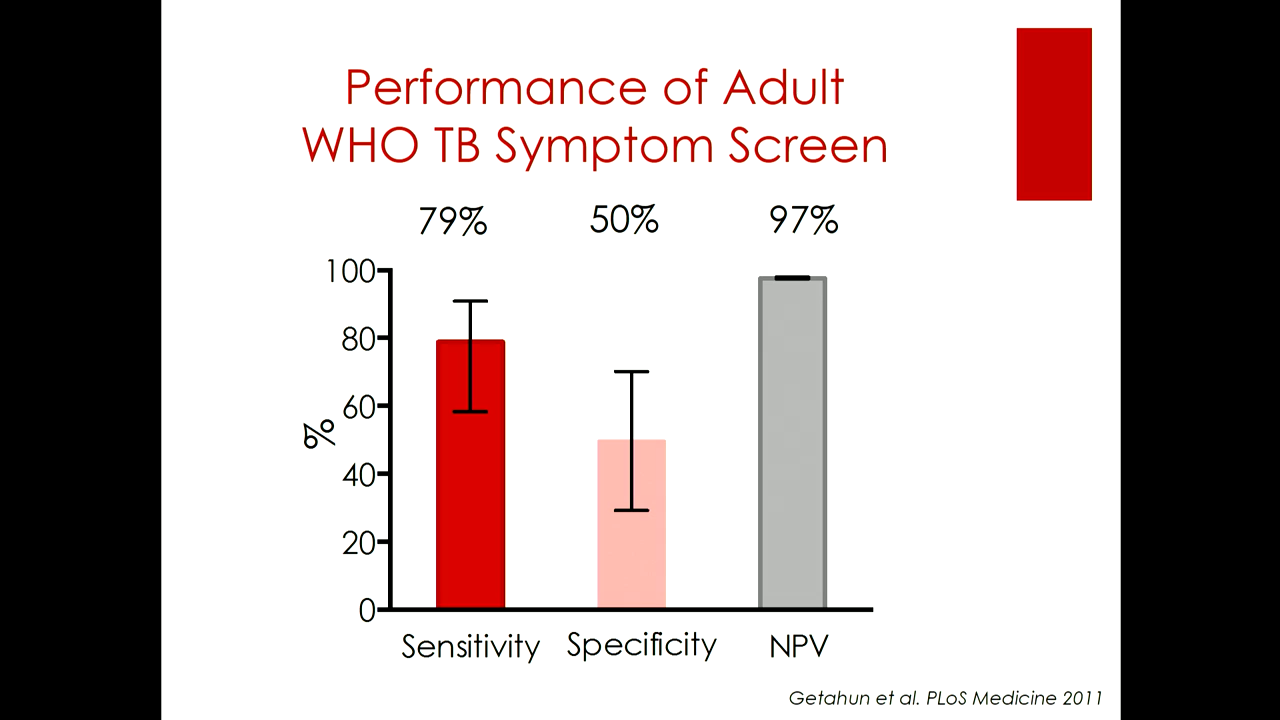 Performance of Adult
WHO TB Symptom Screen
79% 50% 97%
100
80
60
40
20
0
%
Sensitivity Specificity NPV
Getahun et al. PLoS Medicine 2011